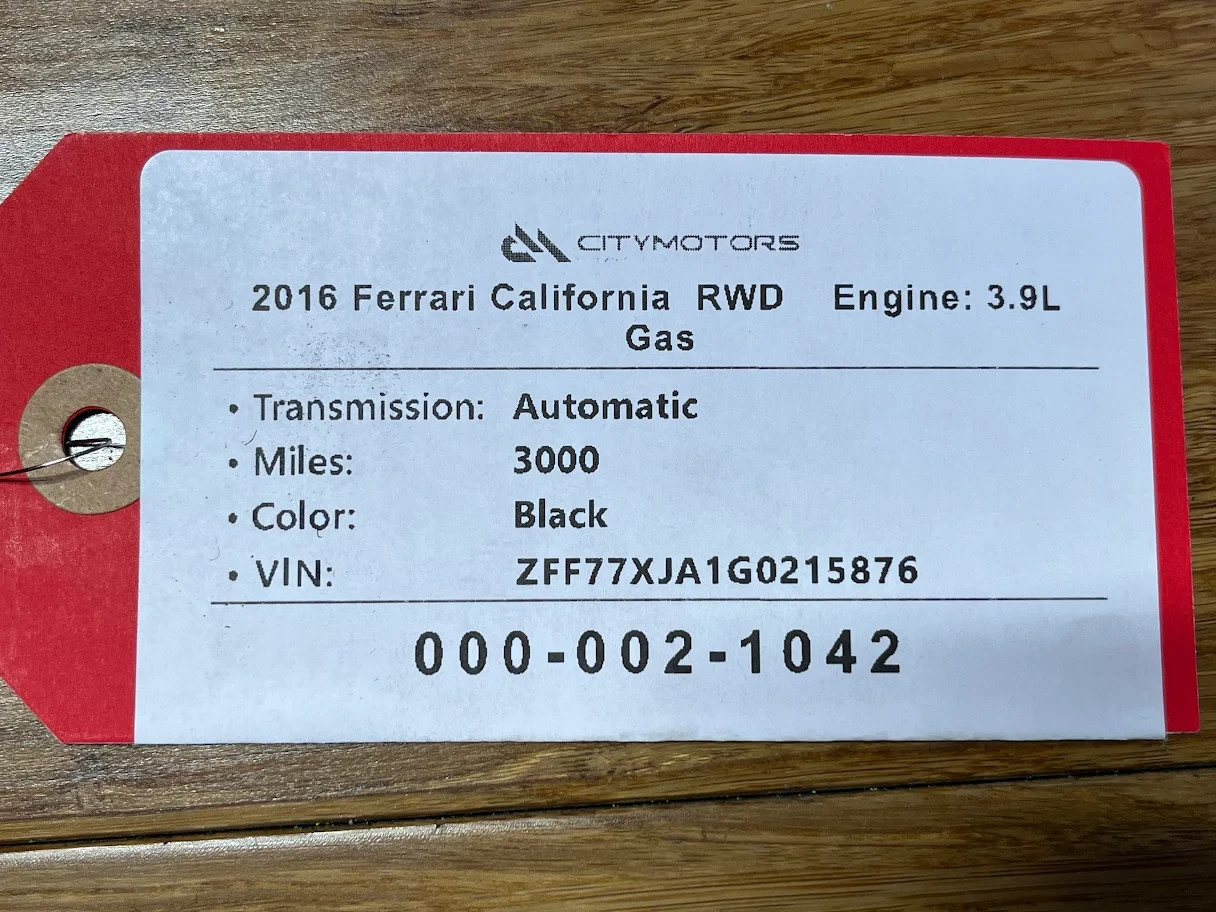 CITYMOTORS
2016 Ferrari California RWD Engine: 3.9L
Gas
• Transmission: Automatic
• Miles: 3000
• Color: Black
• VIN: ZFF77XJA1G0215876
000-002-1042